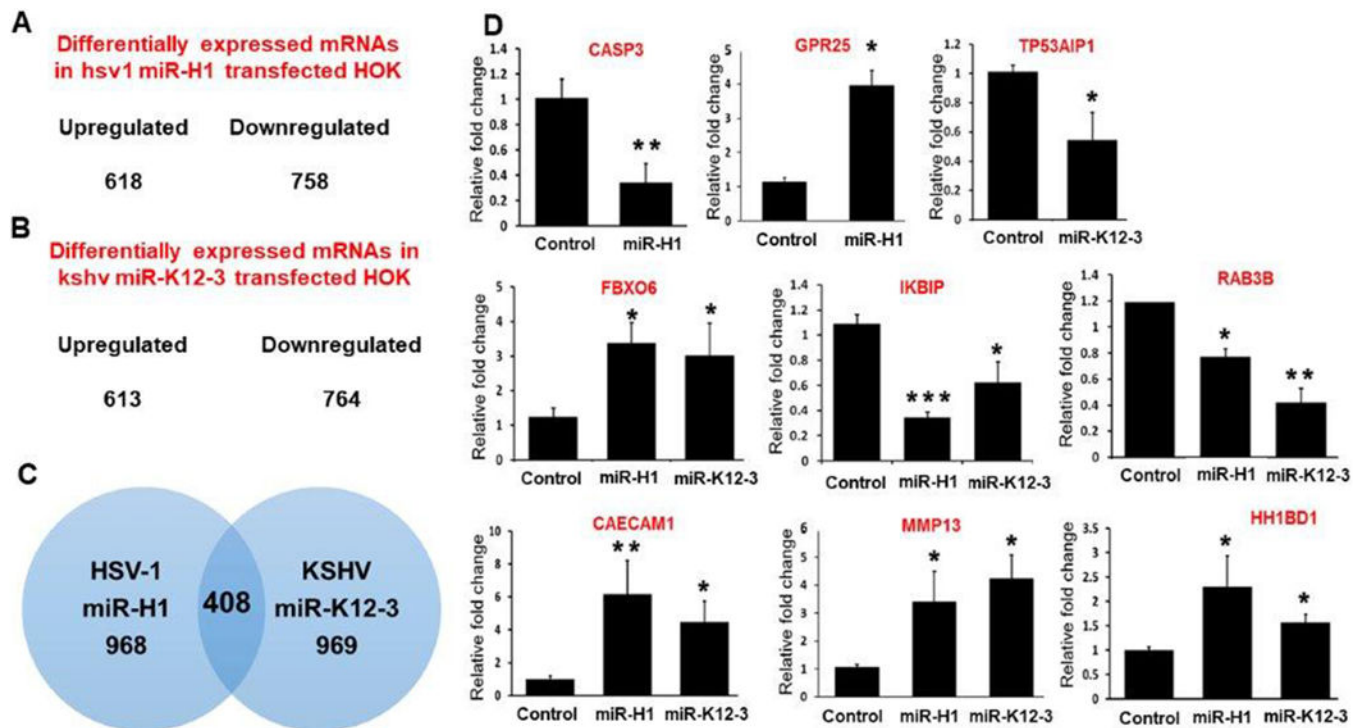 A
Differentially expressed mRNAs
in hsv1 miR-H1 transfected HOK
Upregulated Downregulated
618 758
B
Differentially expressed mRNAs in
kshv miR-K12-3 transfected HOK
Upregulated Downregulated
613 764
C
HSV-1
miR-H1
968
408
KSHV
miR-K12-3
969
D
CASP3
Relative fold change
1.4
1.2
1
0.8
0.6
0.4
0.2
0
**
Control miR-H1
GPR25
Relative fold change
5
4
3
2
1
0
*
Control miR-H1
TP53AIP1
Relative fold change
1.2
1
0.8
0.6
0.4
0.2
0
*
Control miR-K12-3
FBXO6
Relative fold change
5
4
3
2
1
0
* *
Control miR-H1 miR-K12-3
IKBIP
Relative fold change
1.4
1.2
1
0.8
0.6
0.4
0.2
0
*** *
Control miR-H1 miR-K12-3
RAB3B
Relative fold change
1.4
1.2
1
0.8
0.6
0.4
0.2
0
* **
Control miR-H1 miR-K12-3
CAECAM1
Relative fold change
10
8
6
4
2
0
** *
Control miR-H1 miR-K12-3
MMP13
Relative fold change
6
5
4
3
2
1
0
* *
Control miR-H1 miR-K12-3
HH1BD1
Relative fold change
3.5
3
2.5
2
1.5
1
0.5
0
* *
Control miR-H1 miR-K12-3